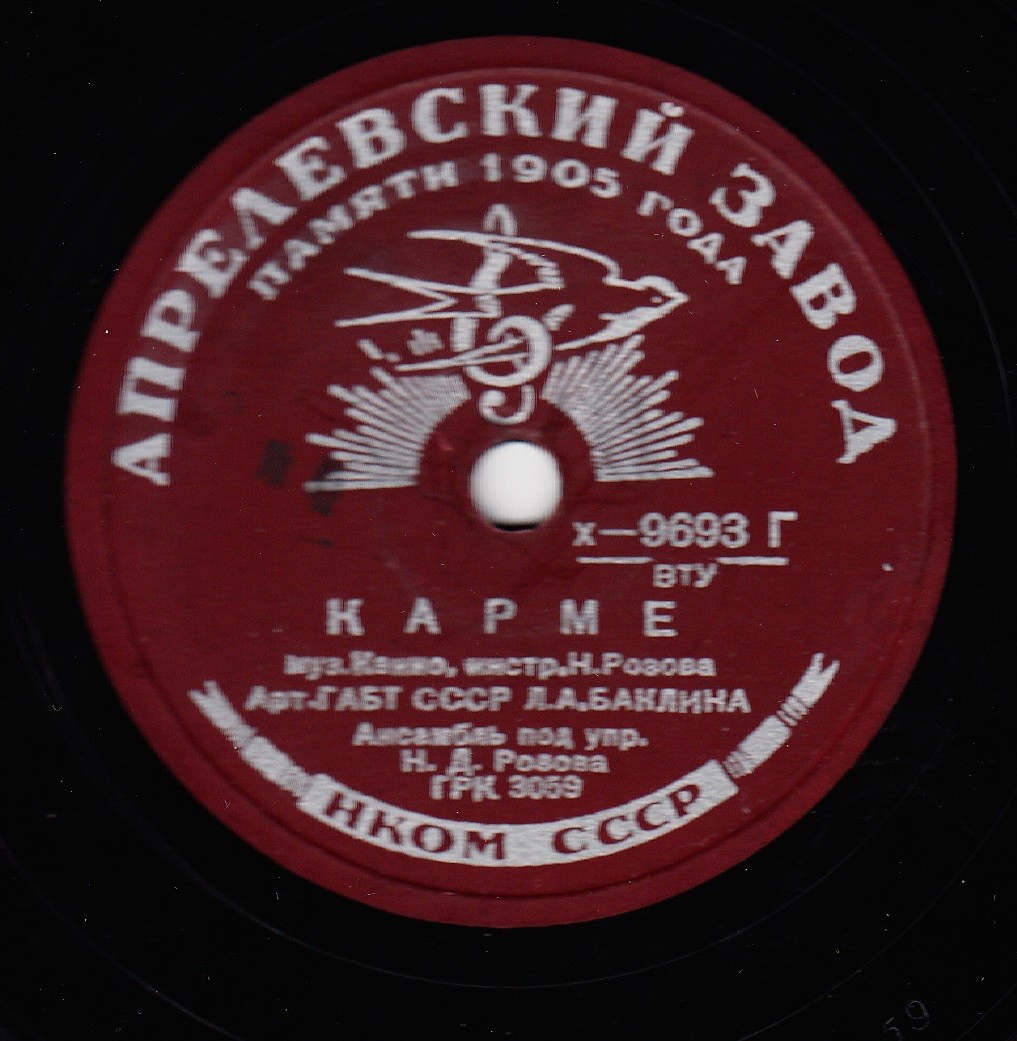 АПРЕЛЕВСКИЙ ЗАВОД
ПАМЯТИ 1905 ГОДА
х—9693 Г
ВТУ
КАРМЕ
муз. инстр.Н.Розова
Арт.ГАБТ СССР Л.А.БАКЛИНА
Ансамбль под упр.
Н. Д. Розова
ГРК 3059
НКОМ СССР
59